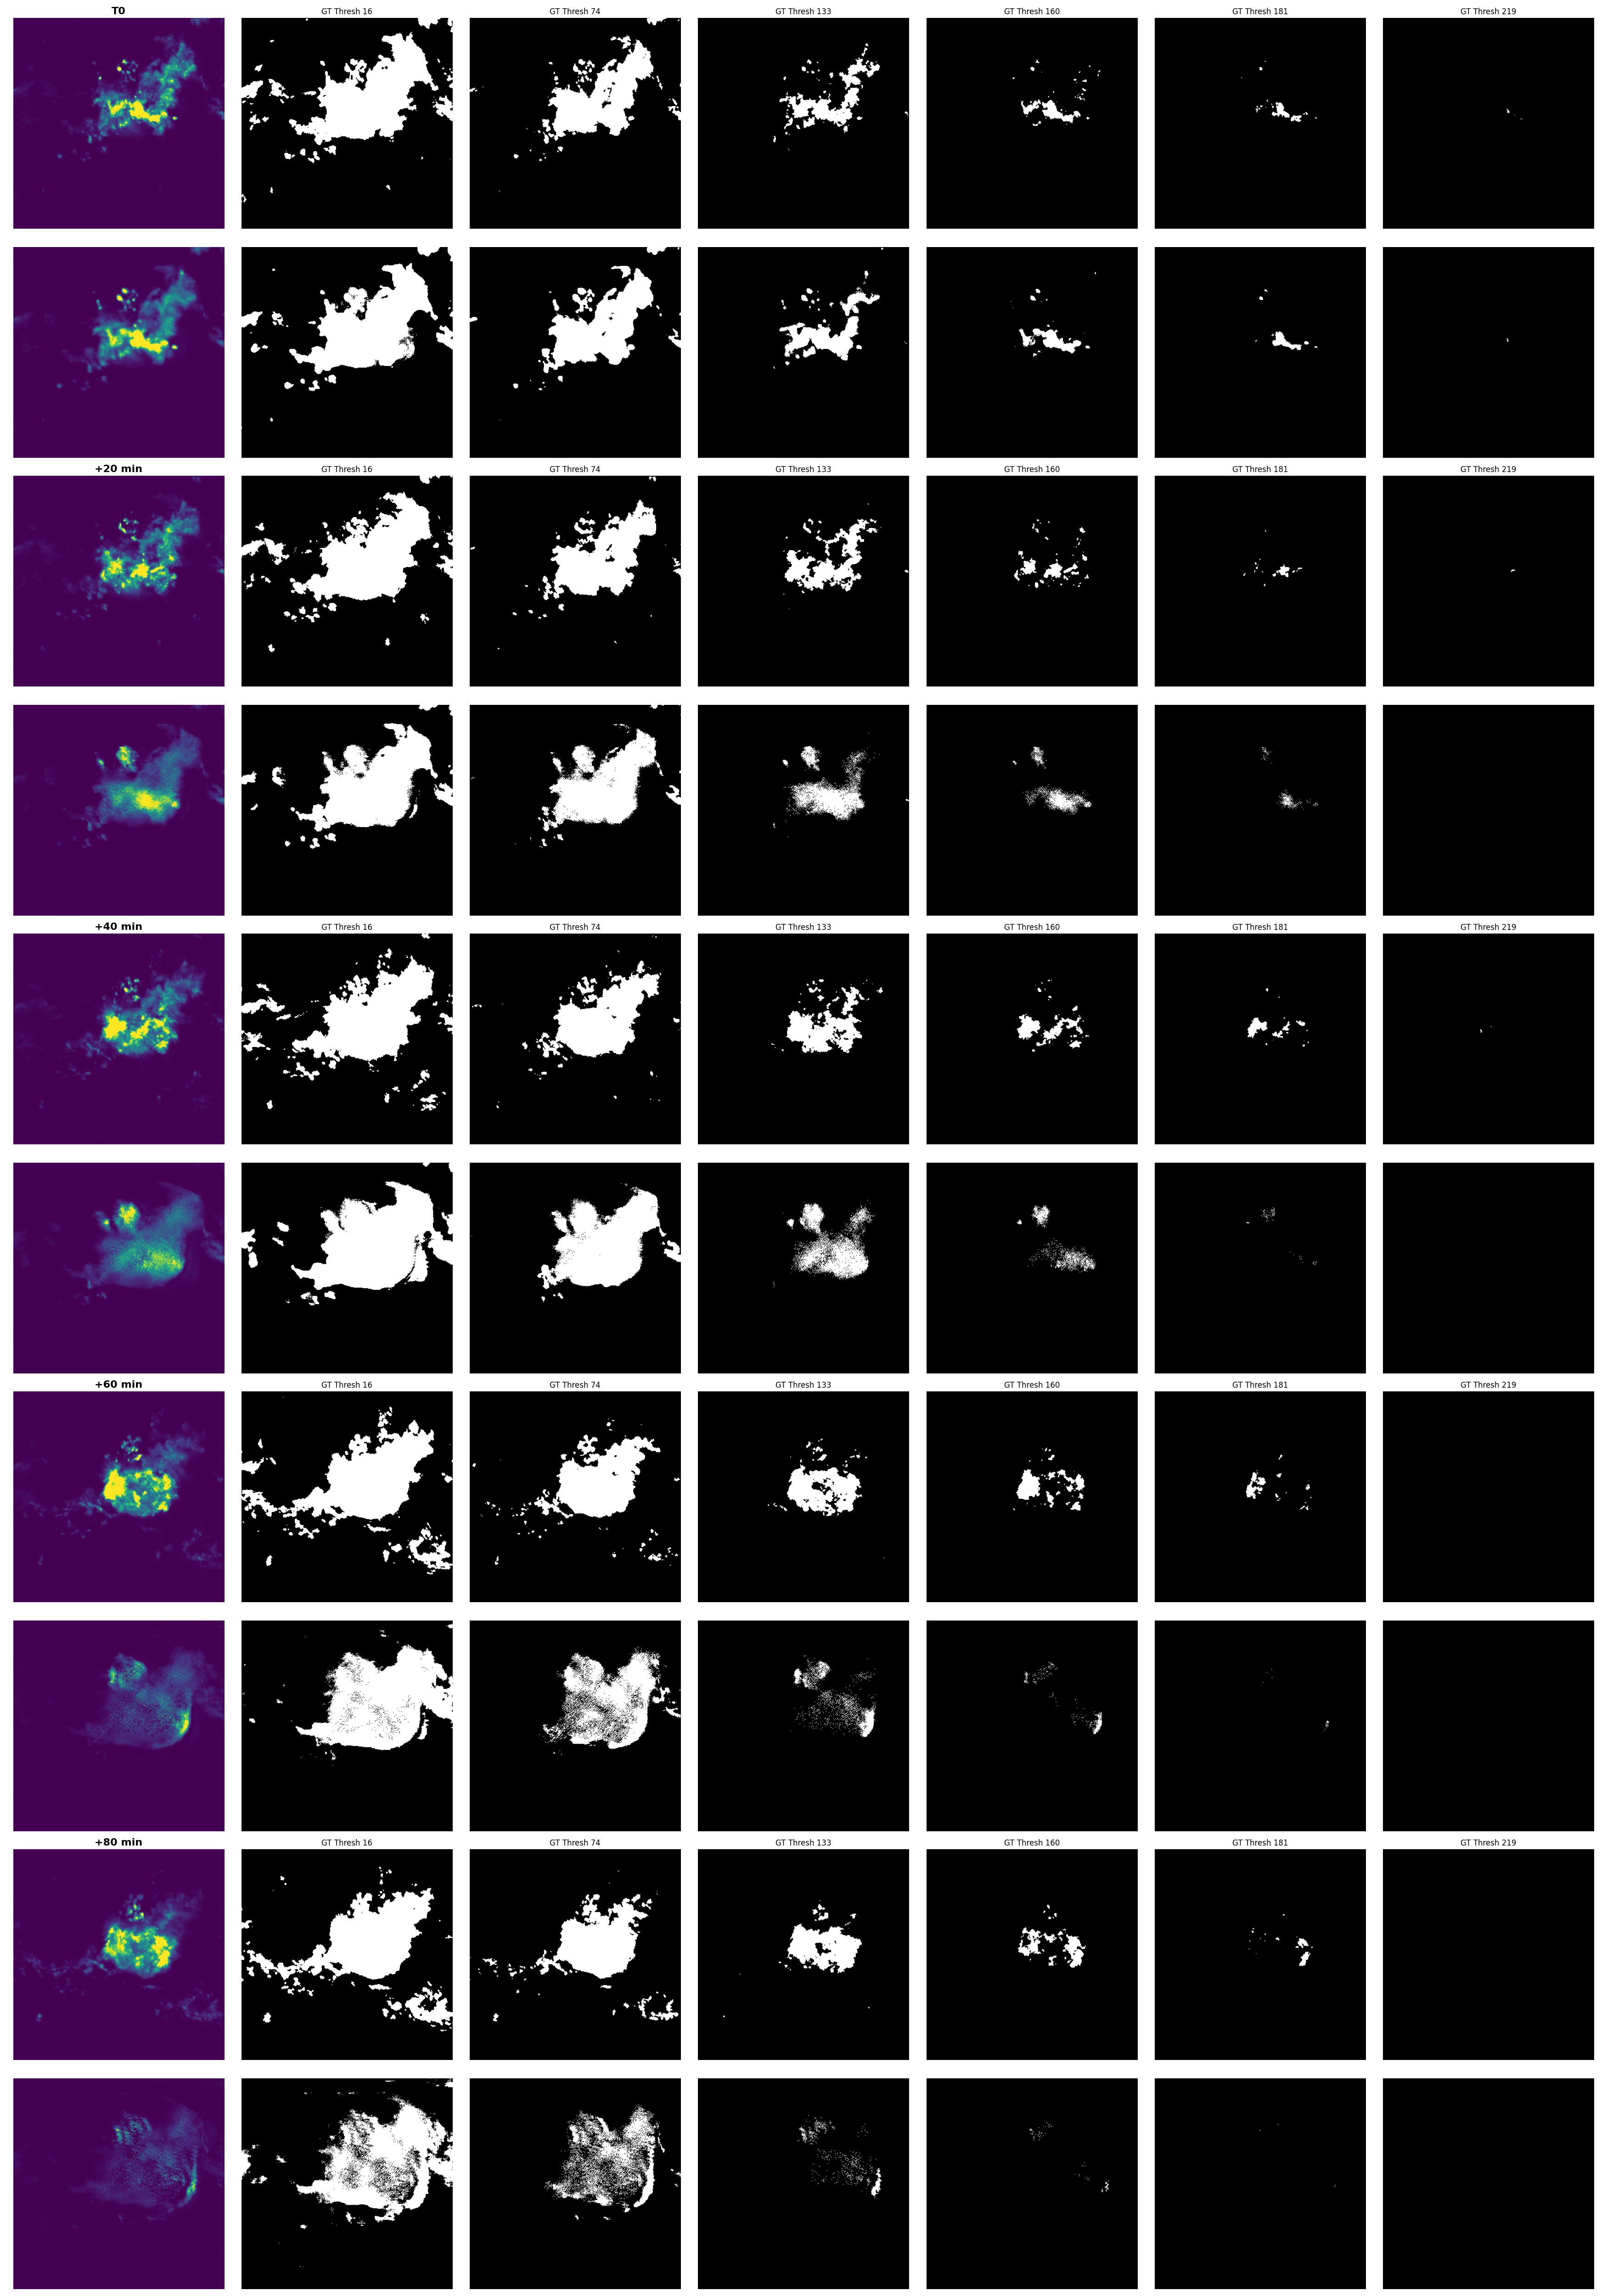 T0 GT Thresh 16 GT Thresh 74 GT Thresh 133 GT Thresh 160 GT Thresh 181 GT Thresh 219
+20 min GT Thresh 16 GT Thresh 74 GT Thresh 133 GT Thresh 160 GT Thresh 181 GT Thresh 219
+40 min GT Thresh 16 GT Thresh 74 GT Thresh 133 GT Thresh 160 GT Thresh 181 GT Thresh 219
+60 min GT Thresh 16 GT Thresh 74 GT Thresh 133 GT Thresh 160 GT Thresh 181 GT Thresh 219
+80 min GT Thresh 16 GT Thresh 74 GT Thresh 133 GT Thresh 160 GT Thresh 181 GT Thresh 219